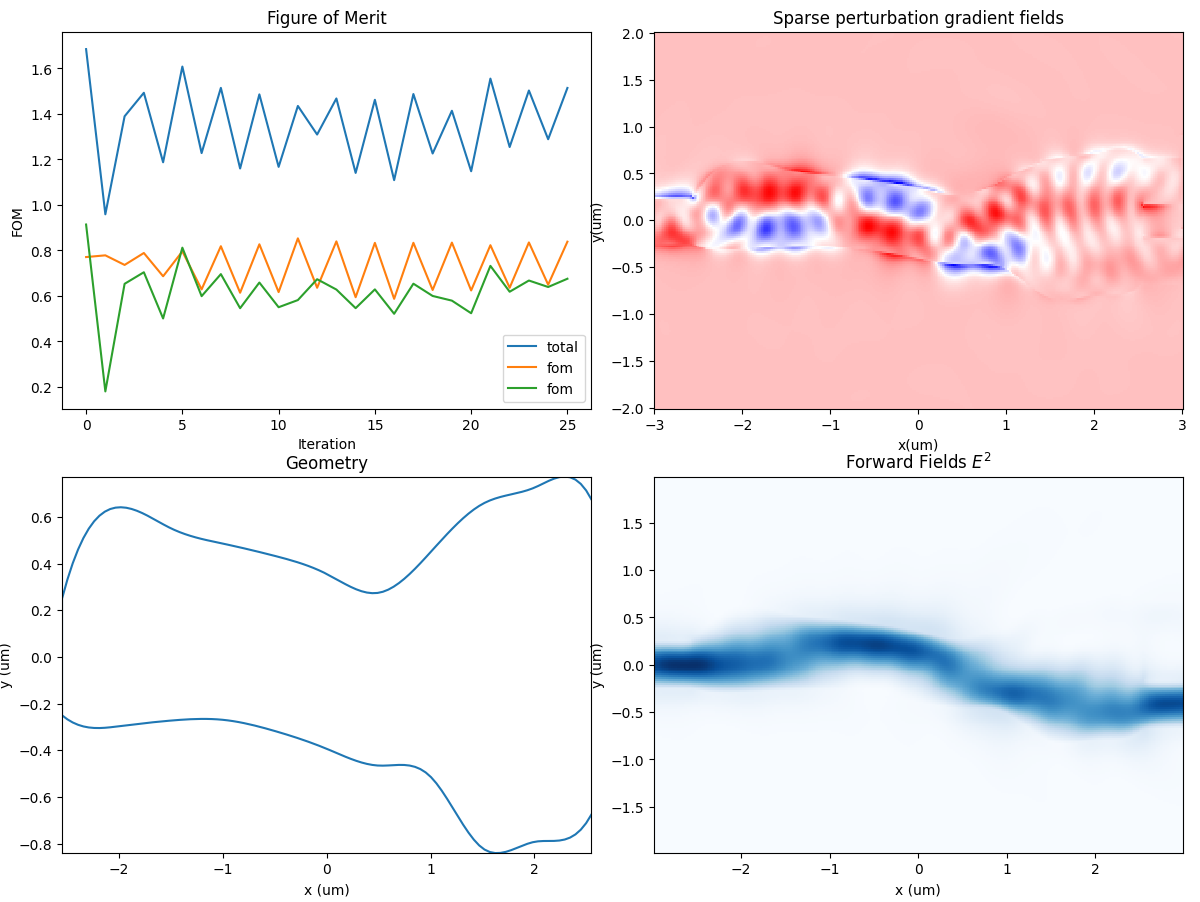 Figure of Merit
FOM
1.6
1.4
1.2
1.0
0.8
0.6
0.4
0.2
total
fom
fom
0 5 10 15 20 25
Iteration
Sparse perturbation gradient fields
y(um)
2.0
1.5
1.0
0.5
0.0
−0.5
−1.0
−1.5
−2.0
−3 −2 −1 0 1 2 3
x(um)
Geometry
y (um)
0.6
0.4
0.2
0.0
−0.2
−0.4
−0.6
−0.8
−2 −1 0 1 2
x (um)
Forward Fields E²
y (um)
1.5
1.0
0.5
0.0
−0.5
−1.0
−1.5
−2 −1 0 1 2
x (um)